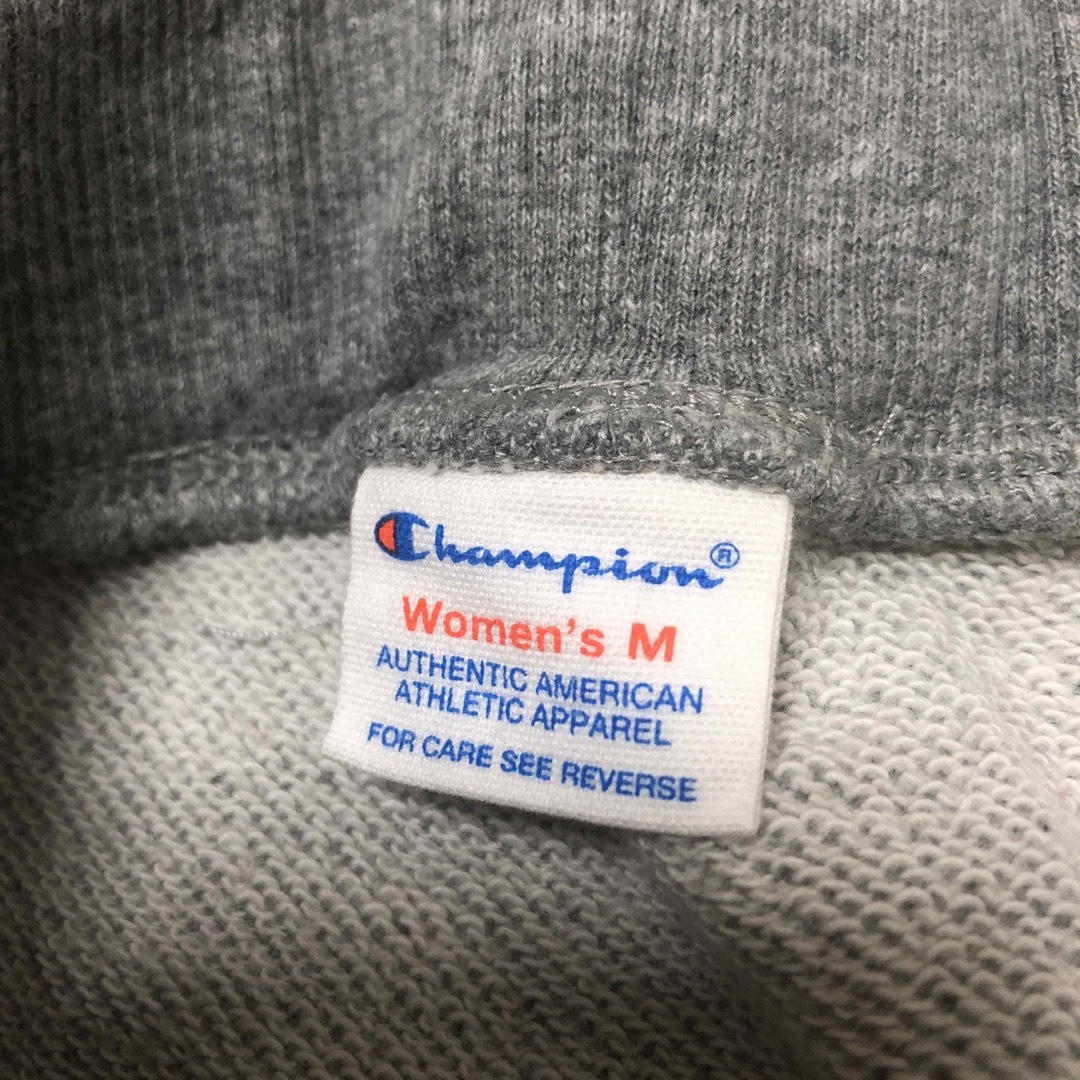 Champion®
Women's M
AUTHENTIC AMERICAN
ATHLETIC APPAREL
FOR CARE SEE REVERSE